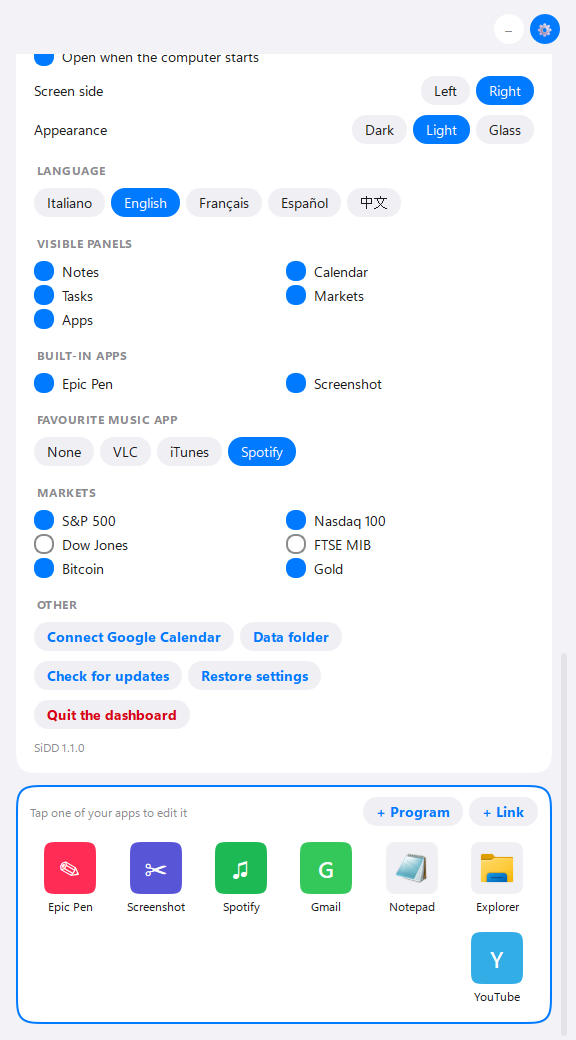 Open when the computer starts
Screen side Left Right
Appearance Dark Light Glass
LANGUAGE
Italiano English Français Español 中文
VISIBLE PANELS
Notes Calendar
Tasks Markets
Apps
BUILT-IN APPS
Epic Pen Screenshot
FAVOURITE MUSIC APP
None VLC iTunes Spotify
MARKETS
S&P 500 Nasdaq 100
Dow Jones FTSE MIB
Bitcoin Gold
OTHER
Connect Google Calendar Data folder
Check for updates Restore settings
Quit the dashboard
SiDD 1.1.0
Tap one of your apps to edit it + Program + Link
G
Epic Pen Screenshot Spotify Gmail Notepad Explorer
Y
YouTube